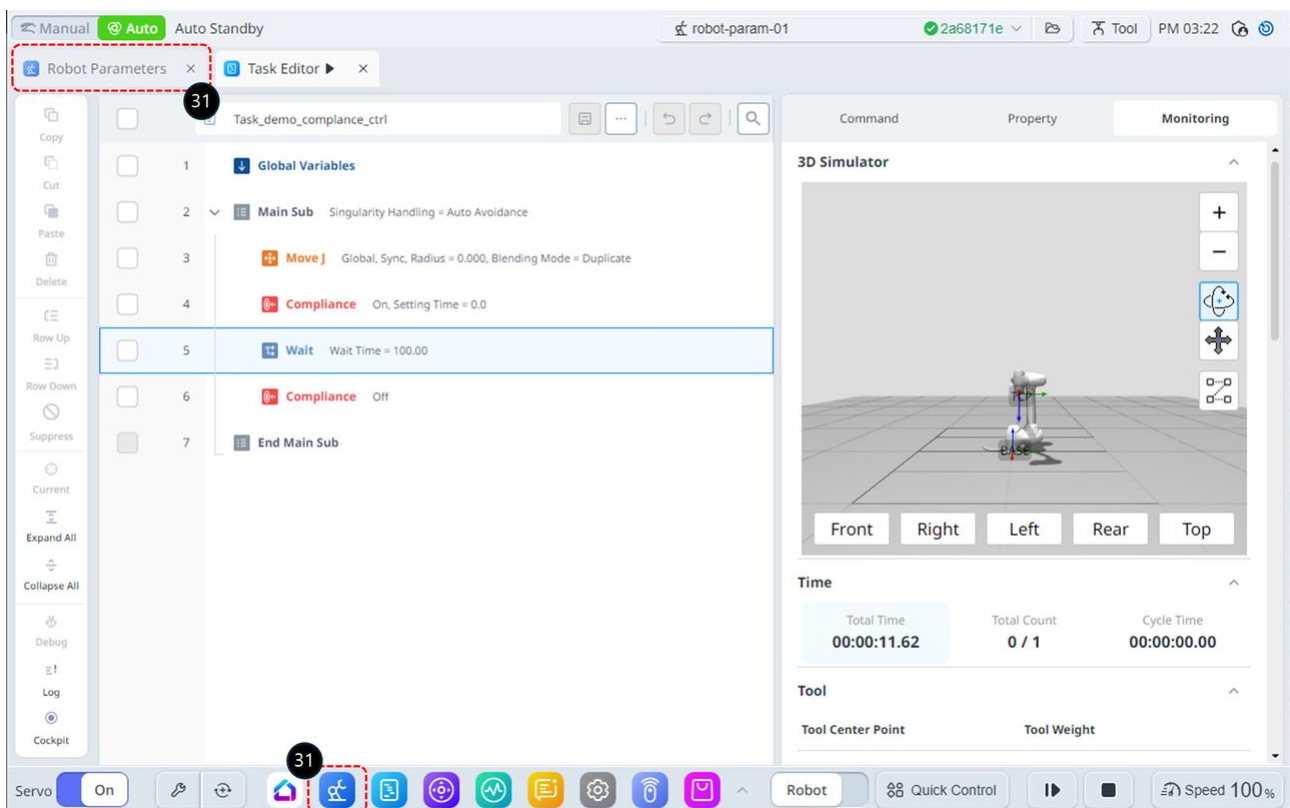 Manual Auto Auto Standby robot-param-01 2a68171e Tool PM 03:22
Robot Parameters × Task Editor ×
31
Copy
Cut
Paste
Delete
Row Up
Row Down
Suppress
Current
Expand All
Collapse All
Debug
Log
Cockpit
Task_demo_complance_ctrl ...
1 Global Variables
2 Main Sub Singularity Handling = Auto Avoidance
3 Move J Global, Sync, Radius = 0.000, Blending Mode = Duplicate
4 Compliance On, Setting Time = 0.0
5 Wait Wait Time = 100.00
6 Compliance Off
7 End Main Sub
Command Property Monitoring
3D Simulator
+
−
TCP
BASE
Front Right Left Rear Top
Time
Total Time Total Count Cycle Time
00:00:11.62 0 / 1 00:00:00.00
Tool
Tool Center Point Tool Weight
31
Servo On Robot Quick Control Speed 100%